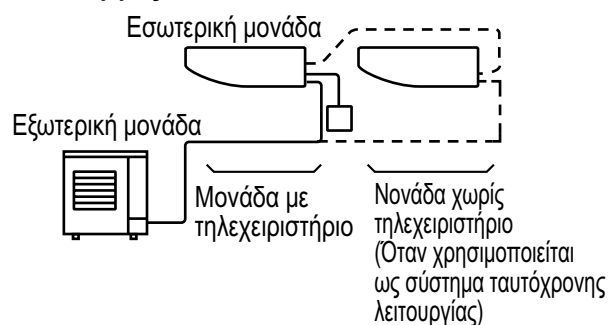 Εσωτερική μονάδα
Εξωτερική μονάδα
Μονάδα με
τηλεχειριστήριο
Νονάδα χωρίς
τηλεχειριστήριο
(Όταν χρησιμοποιείται
ως σύστημα ταυτόχρονης
λειτουργίας)